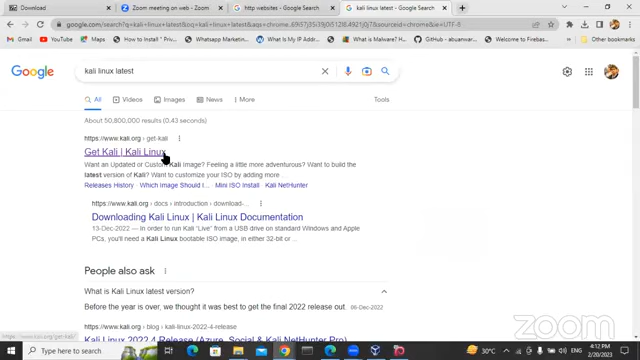 Download
Zoom meeting on web - Zoom
http websites - Google Search
kali linux latest - Google Search
google.com/search?q=kali+linux+latest&oq=kali+linux+latest&aqs=chrome..69i57j35i39j0i512l8.4921j0j7&sourceid=chrome&ie=UTF-8
Gmail
YouTube
Maps
WhatsApp
What Is My IP Addr...
What is Malware? H...
GitHub - abuanwar...
Welcome to Firebas...
Other bookmarks
Google
kali linux latest
All
Videos
Images
News
More
Tools
About 50,800,000 results (0.43 seconds)
https://www.kali.org › get-kali
Get Kali | Kali Linux
Want an Updated or Custom Kali Image? Feeling a little more adventurous? Want to build the
latest version of Kali? Want to customize your ISO by adding more ...
Releases History · Which Image Should I... · Mini ISO Install · Kali NetHunter
https://www.kali.org › docs › introduction › download-...
Downloading Kali Linux | Kali Linux Documentation
13-Dec-2022 — In order to run Kali "Live" from a USB drive on standard Windows and Apple
PCs, you'll need a Kali Linux bootable ISO image, in either 32-bit or ...
People also ask
What is Kali Linux latest version?
Before the year is over, we thought it was best to get the final 2022 release out. 06-Dec-2022
https://www.kali.org › blog › kali-linux-2022-4-release
Kali Linux 2022.4 Release (Azure, Social & Kali NetHunter Pro)
https://www.kali.org/get-kali/
zoom
Type here to search
30°C
ENG
4:12 PM
2/20/2023